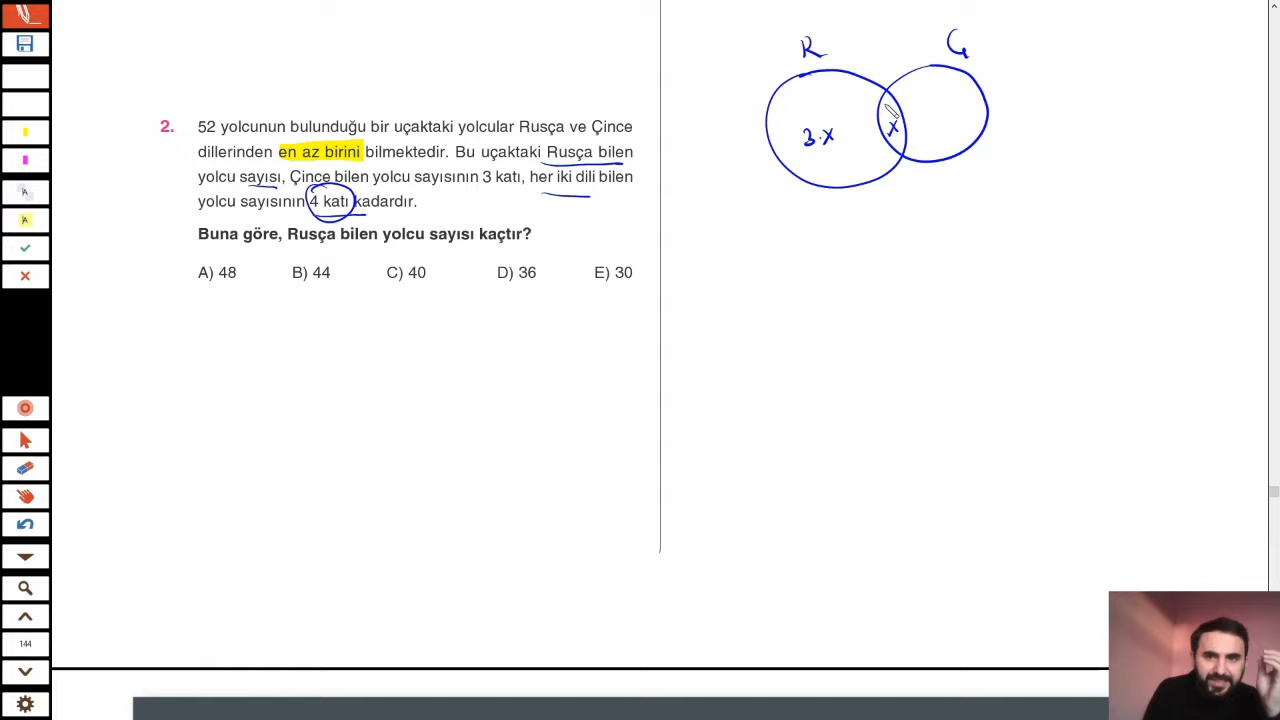 2. 52 yolcunun bulunduğu bir uçaktaki yolcular Rusça ve Çince
dillerinden en az birini bilmektedir. Bu uçaktaki Rusça bilen
yolcu sayısı, Çince bilen yolcu sayısının 3 katı, her iki dili bilen
yolcu sayısının 4 katı kadardır.
Buna göre, Rusça bilen yolcu sayısı kaçtır?
A) 48 B) 44 C) 40 D) 36 E) 30
R Ç
3.x x
A
A
144